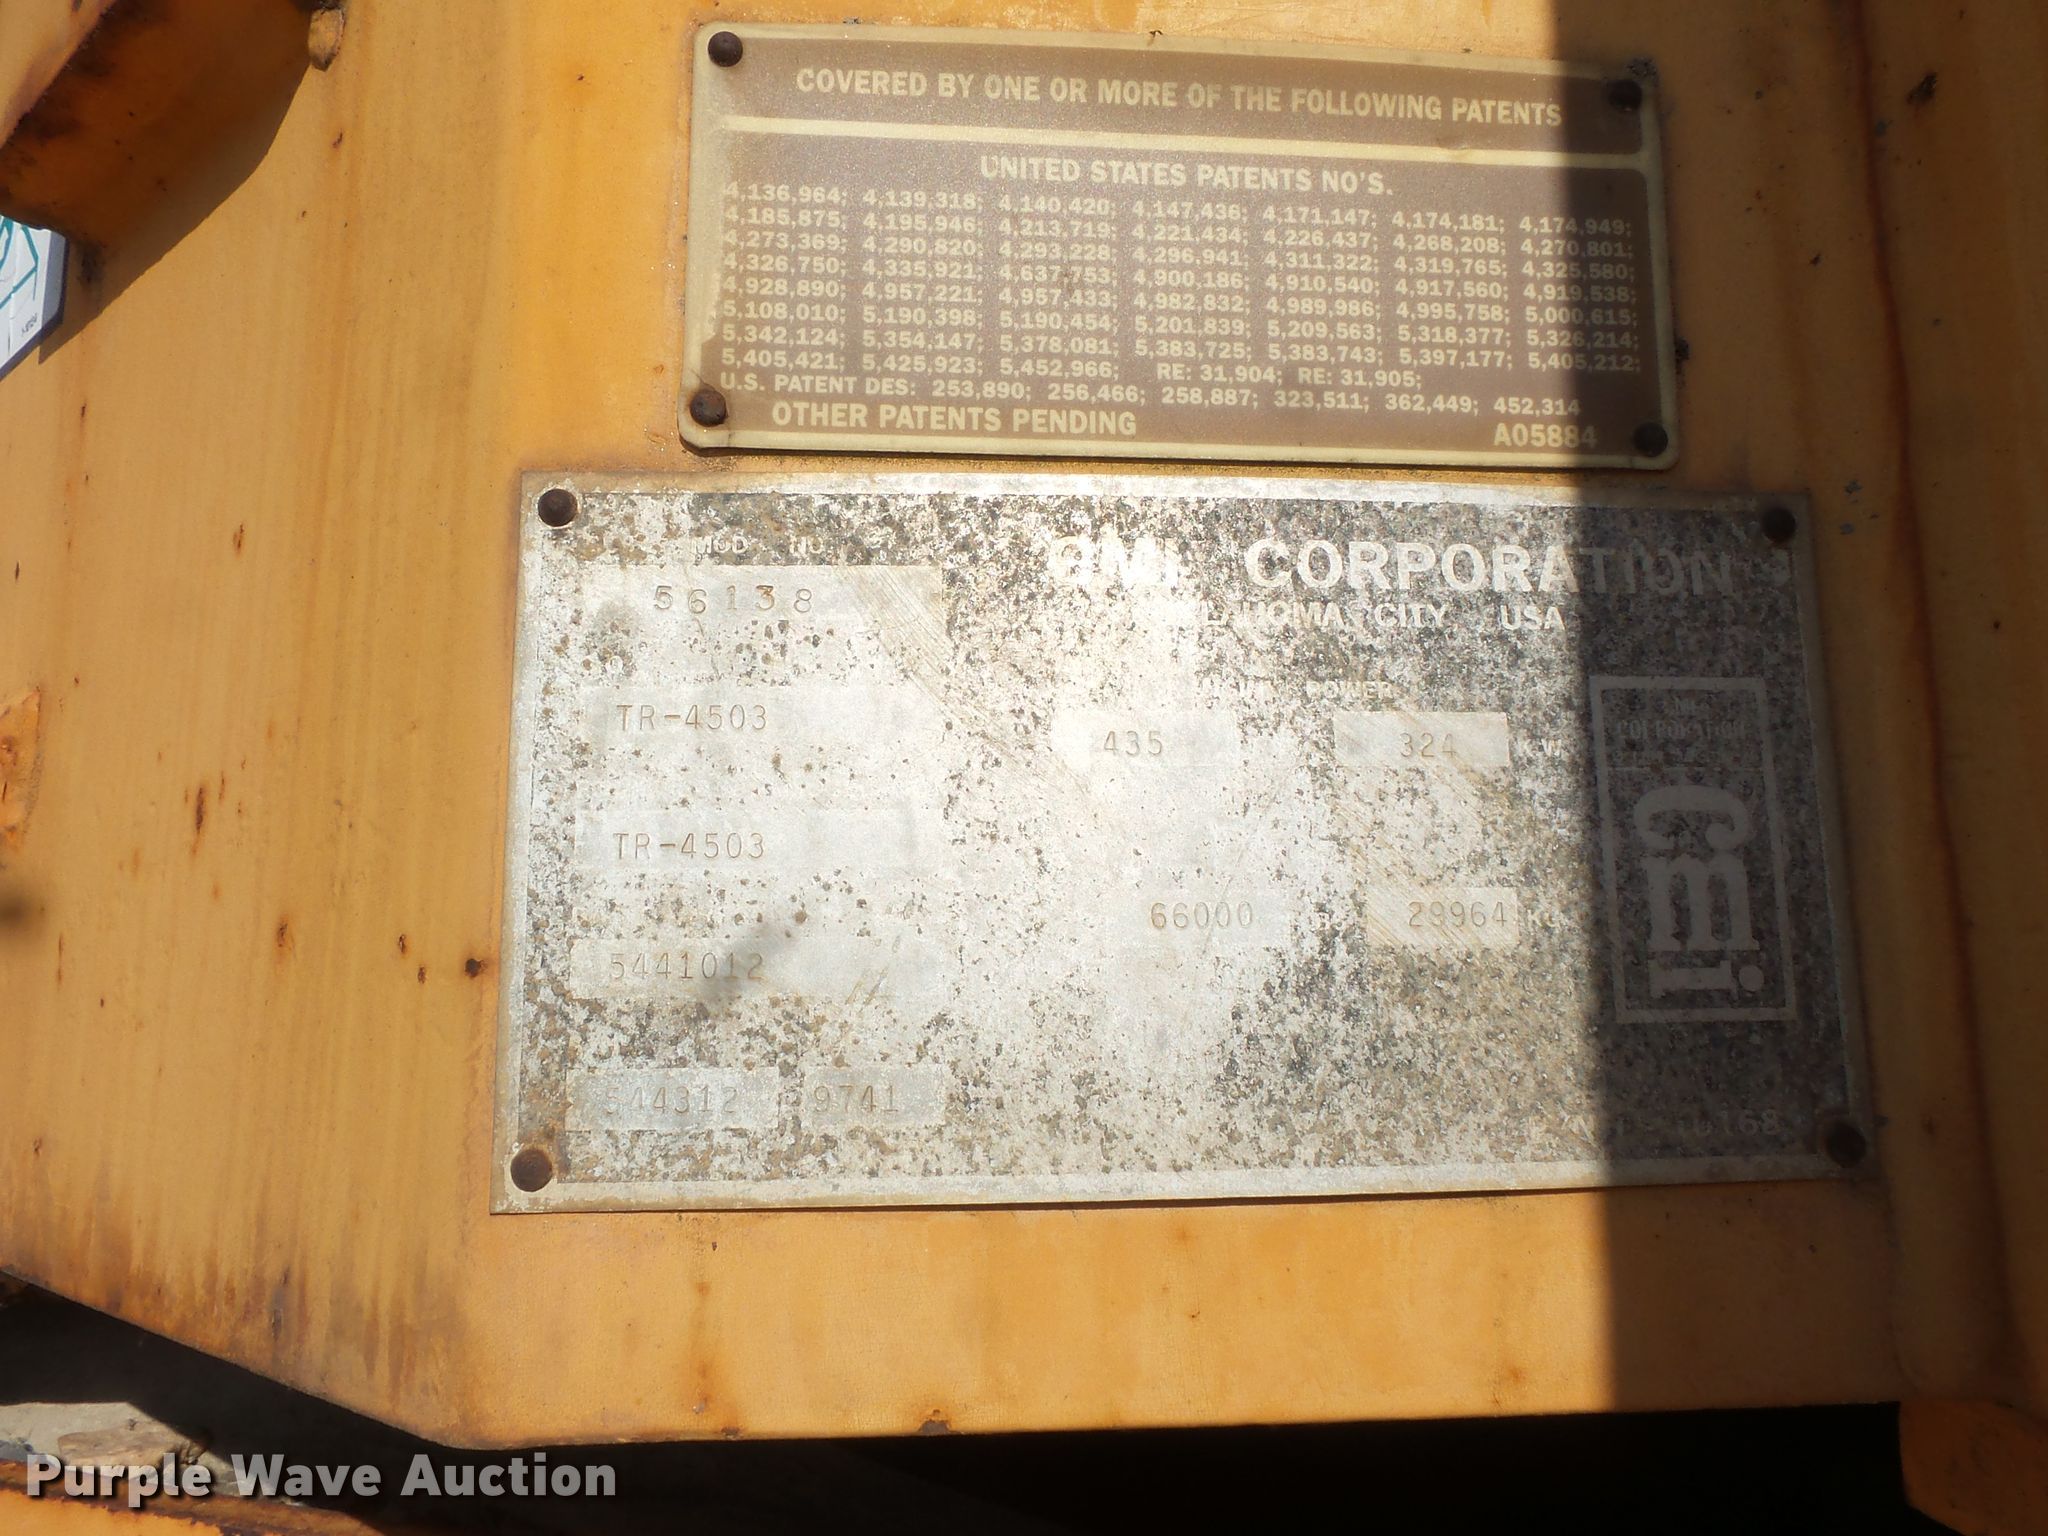 COVERED BY ONE OR MORE OF THE FOLLOWING PATENTS
UNITED STATES PATENTS NO'S.
4,136,964; 4,139,318; 4,140,420; 4,147,436; 4,171,147; 4,174,181; 4,174,949;
4,185,875; 4,195,946; 4,213,719; 4,221,434; 4,226,437; 4,268,208; 4,270,801;
4,273,369; 4,290,820; 4,293,228; 4,296,941; 4,311,322; 4,319,765; 4,325,580;
4,326,750; 4,335,921; 4,637,753; 4,900,186; 4,910,540; 4,917,560; 4,919,538;
4,928,890; 4,957,221; 4,957,433; 4,982,832; 4,989,986; 4,995,758; 5,000,615;
5,108,010; 5,190,398; 5,190,454; 5,201,839; 5,209,563; 5,318,377; 5,326,214;
5,342,124; 5,354,147; 5,378,081; 5,383,725; 5,383,743; 5,397,177; 5,405,212;
5,405,421; 5,425,923; 5,452,966; RE: 31,904; RE: 31,905;
U.S. PATENT DES: 253,890; 256,466; 258,887; 323,511; 362,449; 452,314
OTHER PATENTS PENDING
A05884
MOD NO
56138
CMI CORPORATION
CITY USA
POWER
TR-4503
435
324 KW
TR-4503
66000
29964 KG
5441012
544312 9741
CORPORATION
cmi
Purple Wave Auction